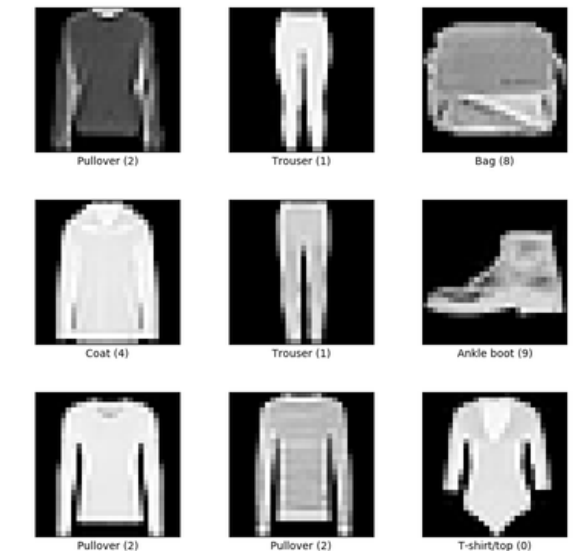 Pullover (2)
Trouser (1)
Bag (8)
Coat (4)
Trouser (1)
Ankle boot (9)
Pullover (2)
Pullover (2)
T-shirt/top (0)